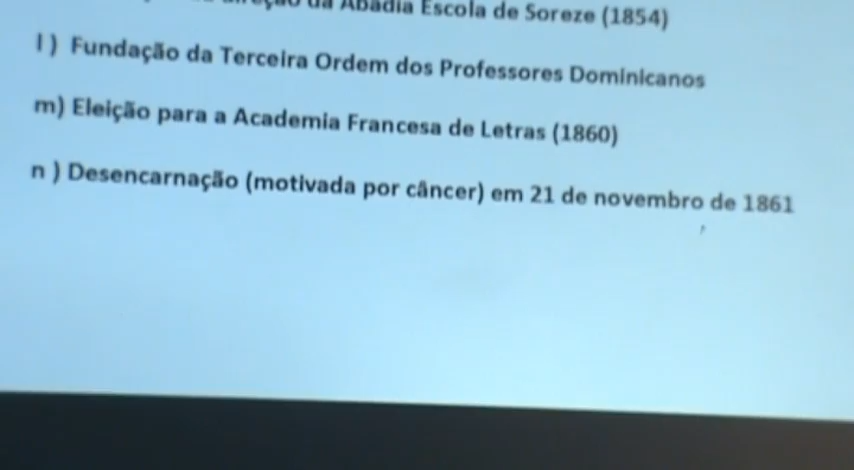 da Abadia Escola de Soreze (1854)
l ) Fundação da Terceira Ordem dos Professores Dominicanos
m) Eleição para a Academia Francesa de Letras (1860)
n ) Desencarnação (motivada por câncer) em 21 de novembro de 1861